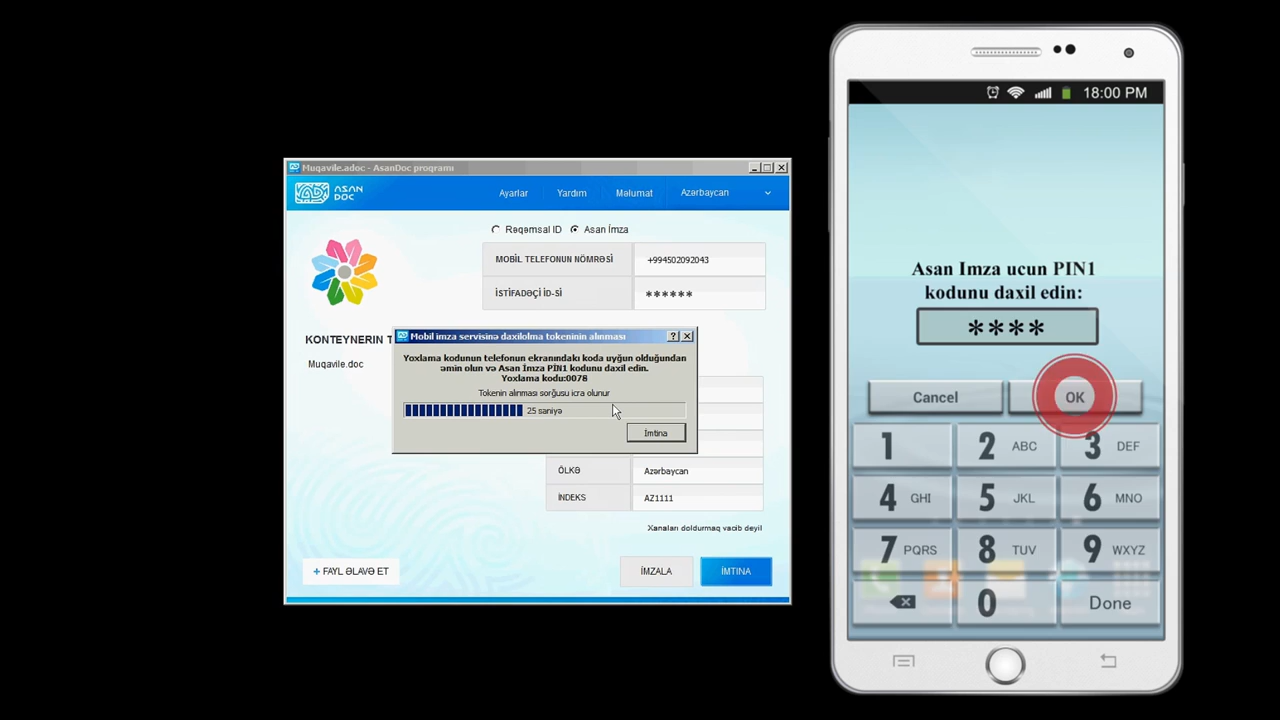 Muqavile.adoc - AsanDoc proqramı
ASAN DOC
Ayarlar
Yardım
Məlumat
Azərbaycan
Rəqəmsal ID
Asan İmza
MOBİL TELEFONUN NÖMRƏSİ
+994502092043
İSTİFADƏÇİ İD-Sİ
******
KONTEYNERIN T
Muqavile.doc
Mobil imza servisinə daxilolma tokeninin alınması
Yoxlama kodunun telefonun ekranındakı koda uyğun olduğundan
əmin olun və Asan İmza PİN1 kodunu daxil edin.
Yoxlama kodu:0078
Tokenin alınması sorğusu icra olunur
25 saniyə
İmtina
ÖLKƏ
Azərbaycan
İNDEKS
AZ1111
Xanaları doldurmaq vacib deyil
+ FAYL ƏLAVƏ ET
İMZALA
İMTINA
18:00 PM
Asan Imza ucun PIN1
kodunu daxil edin:
****
Cancel
OK
1
2 ABC
3 DEF
4 GHI
5 JKL
6 MNO
7 PQRS
8 TUV
9 WXYZ
0
Done